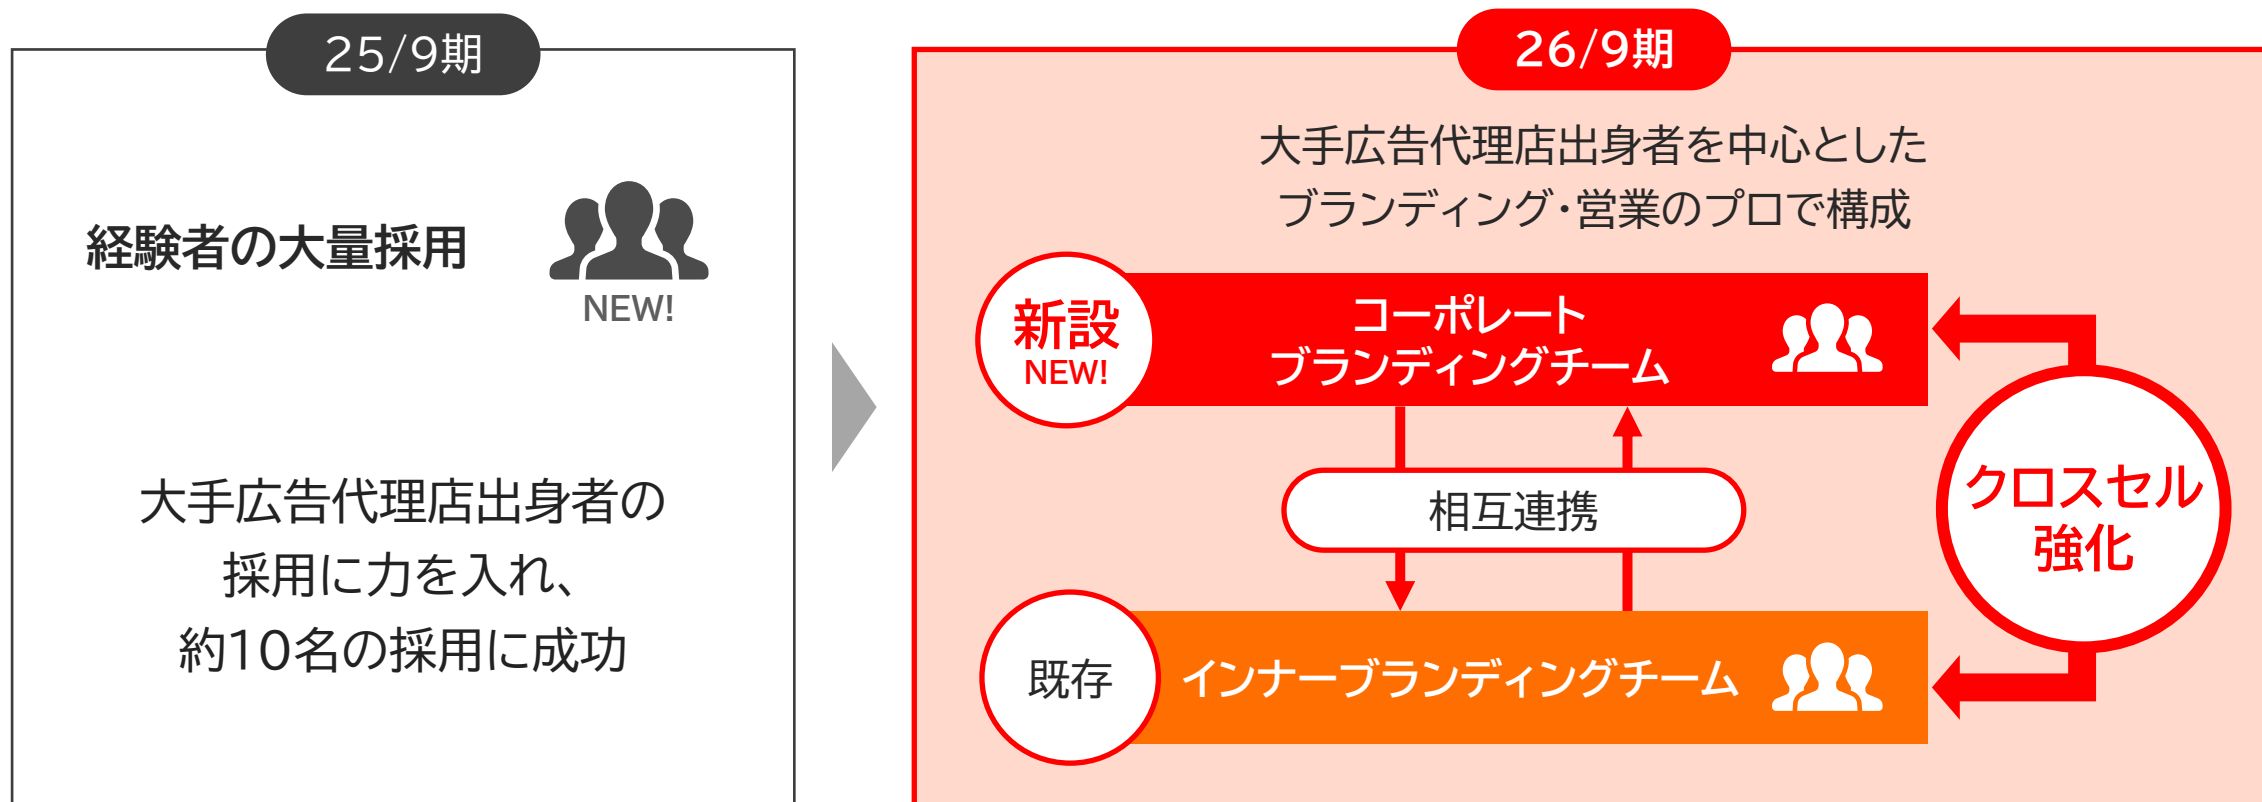 25/9期
経験者の大量採用
NEW!
大手広告代理店出身者の
採用に力を入れ、
約10名の採用に成功
26/9期
大手広告代理店出身者を中心とした
ブランディング・営業のプロで構成
新設
NEW!
コーポレート
ブランディングチーム
相互連携
既存
インナーブランディングチーム
クロスセル
強化